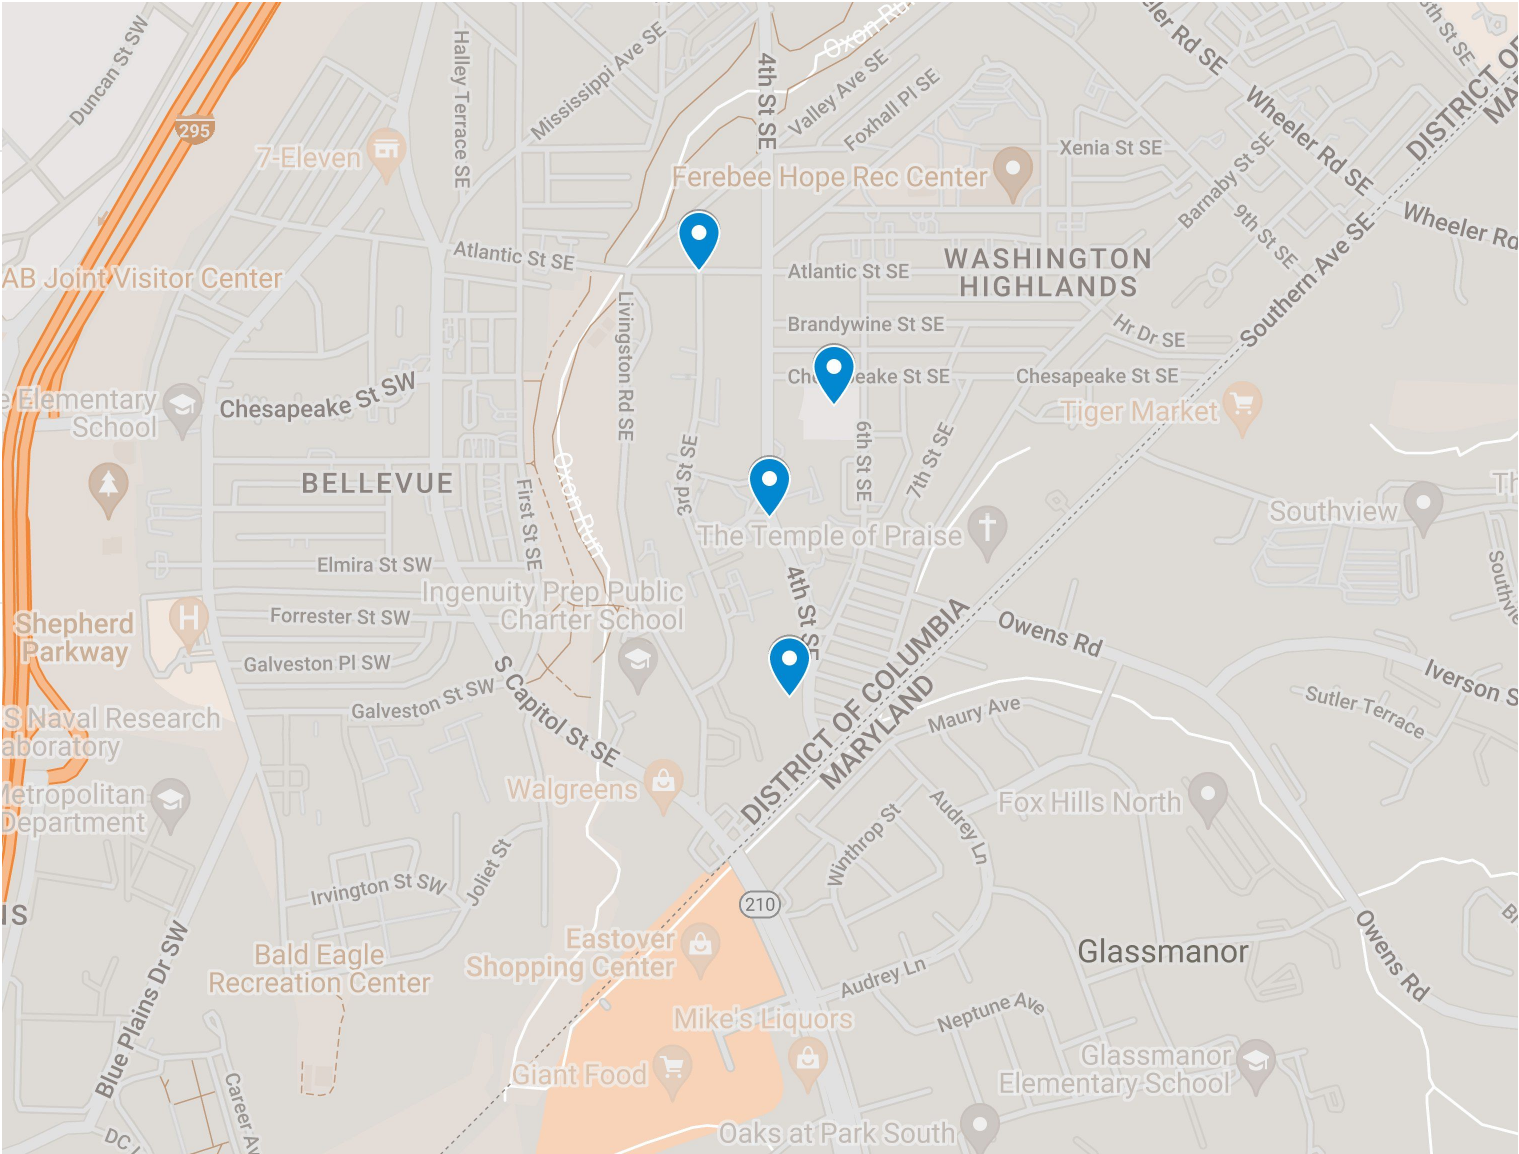 Duncan St SW
295
7-Eleven
Halley Terrace SE
Mississippi Ave SE
4th St SE
Oxon Run
Valley Ave SE
Foxhall Pl SE
Ferebee Hope Rec Center
Xenia St SE
Wheeler Rd SE
Barnaby St SE
9th St SE
Wheeler Rd
Southern Ave SE
DISTRICT OF
AB Joint Visitor Center
Atlantic St SE
Atlantic St SE
WASHINGTON
HIGHLANDS
Livingston Rd SE
Brandywine St SE
Hr Dr SE
St SE
Chesapeake St SE
Elementary
School
Chesapeake St SW
Tiger Market
BELLEVUE
3rd St SE
6th St SE
7th St SE
First St SE
Oxon Run
Southview
The Temple of Praise
Elmira St SW
Ingenuity Prep Public
Charter School
4th St SE
Forrester St SW
Shepherd
Parkway
Galveston Pl SW
Galveston St SW
S Capitol St SE
DISTRICT OF COLUMBIA
MARYLAND
Owens Rd
Iverson S
Sutler Terrace
Maury Ave
S Naval Research
aboratory
Metropolitan
Department
Walgreens
Fox Hills North
Winthrop St
Audrey Ln
Irvington St SW
Joliet St
210
IS
Eastover
Shopping Center
Bald Eagle
Recreation Center
Blue Plains Dr SW
Glassmanor
Owens Rd
Audrey Ln
Neptune Ave
Mike's Liquors
Giant Food
Glassmanor
Elementary School
Career Av
DC
Oaks at Park South